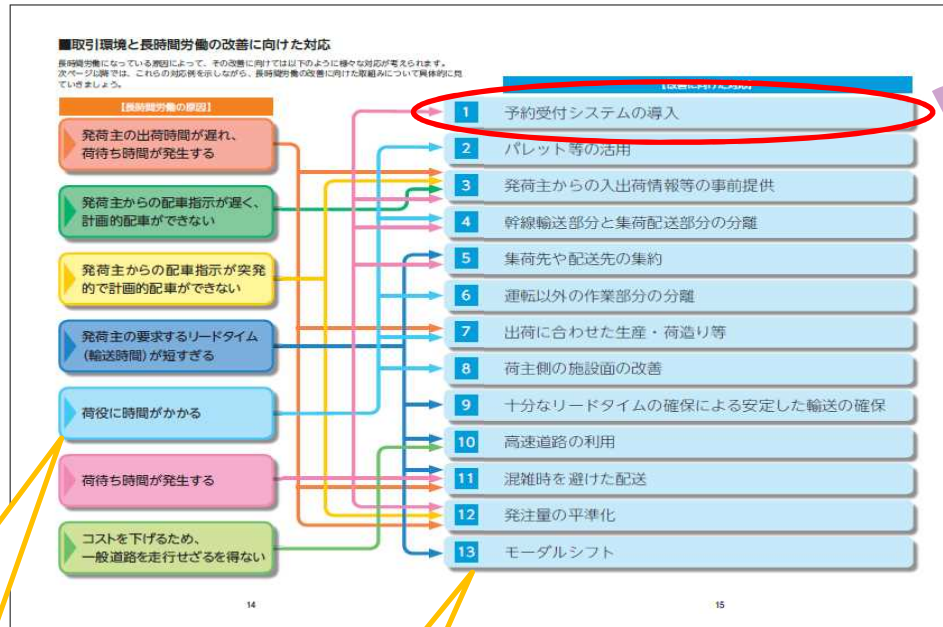 ■取引環境と長時間労働の改善に向けた対応
長時間労働になっている原因によって、その改善に向けては以下のように様々な対応が考えられます。
次ページ以降では、これらの対応例を示しながら、長時間労働の改善に向けた取組みについて具体的に見
ていきましょう。
【長時間労働の原因】
発荷主の出荷時間が遅れ、
荷待ち時間が発生する
発荷主からの配車指示が遅く、
計画的配車ができない
発荷主からの配車指示が突発
的で計画的配車ができない
発荷主の要求するリードタイム
(輸送時間)が短すぎる
荷役に時間がかかる
荷待ち時間が発生する
コストを下げるため、
一般道路を走行せざるを得ない
【改善に向けた対応】
1 予約受付システムの導入
2 パレット等の活用
3 発荷主からの入出荷情報等の事前提供
4 幹線輸送部分と集荷配送部分の分離
5 集荷先や配送先の集約
6 運転以外の作業部分の分離
7 出荷に合わせた生産・荷造り等
8 荷主側の施設面の改善
9 十分なリードタイムの確保による安定した輸送の確保
10 高速道路の利用
11 混雑時を避けた配送
12 発注量の平準化
13 モーダルシフト
14
15